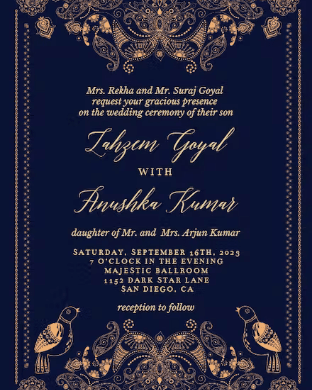 Mrs. Rekha and Mr. Suraj Goyal
request your gracious presence
on the wedding ceremony of their son
Zahzem Goyal
WITH
Anushka Kumar
daughter of Mr. and Mrs. Arjun Kumar
SATURDAY, SEPTEMBER 16TH, 2023
7 O'CLOCK IN THE EVENING
MAJESTIC BALLROOM
1152 DARK STAR LANE
SAN DIEGO, CA
reception to follow